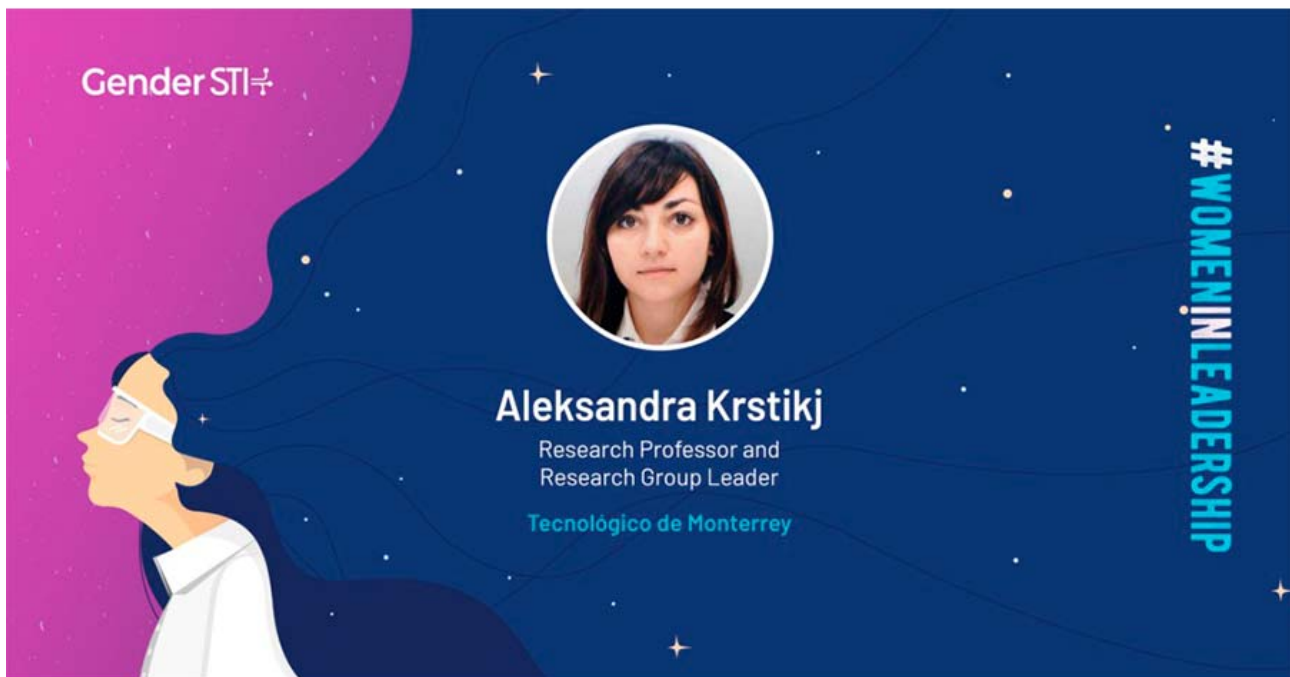 Gender STI
Aleksandra Krstikj
Research Professor and
Research Group Leader
Tecnológico de Monterrey
#WOMENINLEADERSHIP